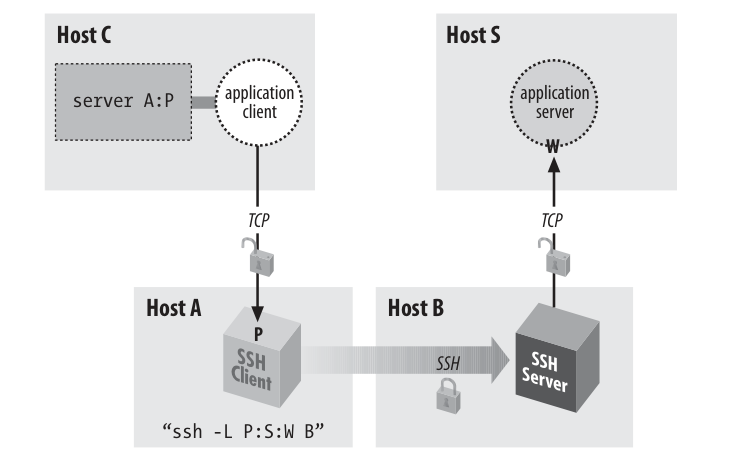 Host C
server A:P
application
client
TCP
Host S
application
server
W
TCP
Host A
P
SSH
Client
“ssh -L P:S:W B”
SSH
Host B
SSH
Server